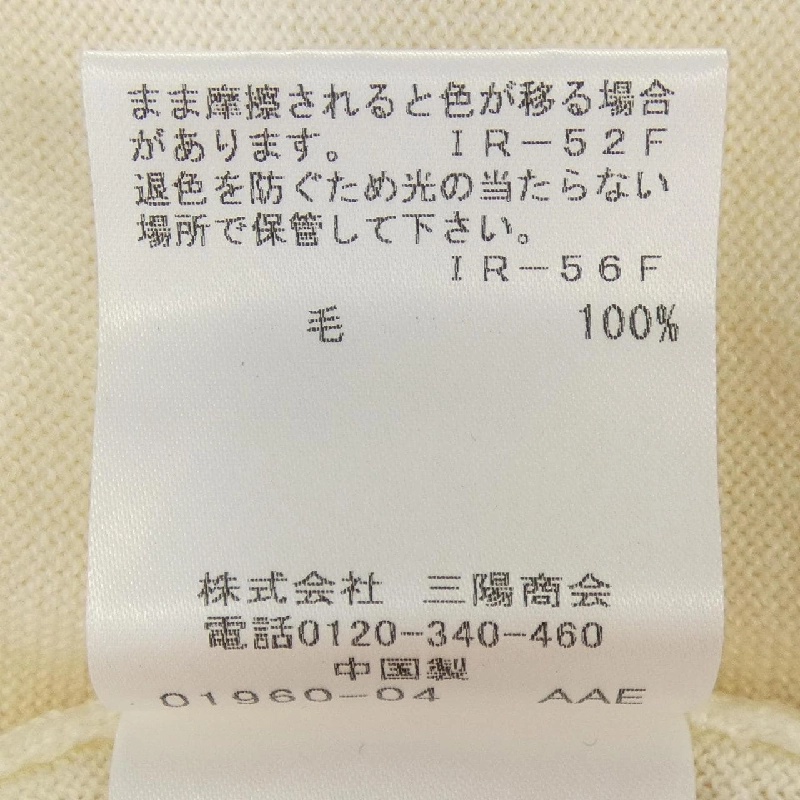 まま摩擦されると色が移る場合
があります。 IR-52F
退色を防ぐため光の当たらない
場所で保管して下さい。
IR-56F
毛 100%
株式会社 三陽商会
電話0120-340-460
中国製
01960-04 AAE